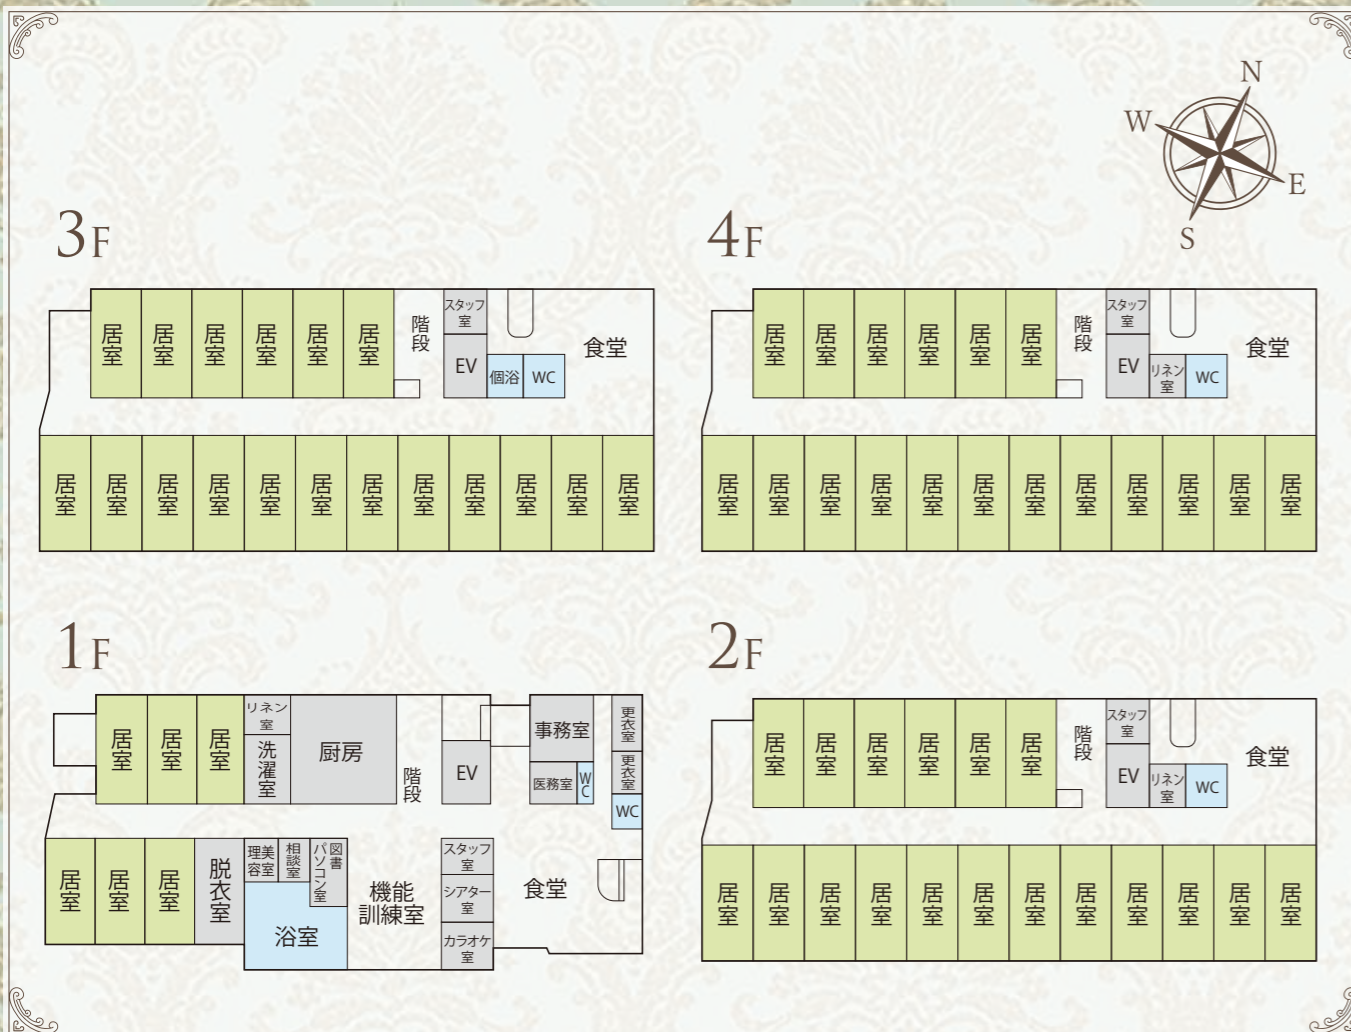 N
W
E
S
3F
居室 居室 居室 居室 居室 居室
階段
スタッフ
室
EV
個浴
WC
食堂
居室 居室 居室 居室 居室 居室 居室 居室 居室 居室 居室 居室
4F
居室 居室 居室 居室 居室 居室
階段
スタッフ
室
EV
リネン
室
WC
食堂
居室 居室 居室 居室 居室 居室 居室 居室 居室 居室 居室 居室
1F
居室 居室 居室
リネン
室
洗濯室
厨房
階段
EV
事務室
医務室
WC
更衣室
更衣室
WC
居室 居室 居室
脱衣室
理美
容室
相談室
図書
パソコン室
浴室
機能
訓練室
スタッフ
室
シアター
室
カラオケ
室
食堂
2F
居室 居室 居室 居室 居室 居室
階段
スタッフ
室
EV
リネン
室
WC
食堂
居室 居室 居室 居室 居室 居室 居室 居室 居室 居室 居室 居室